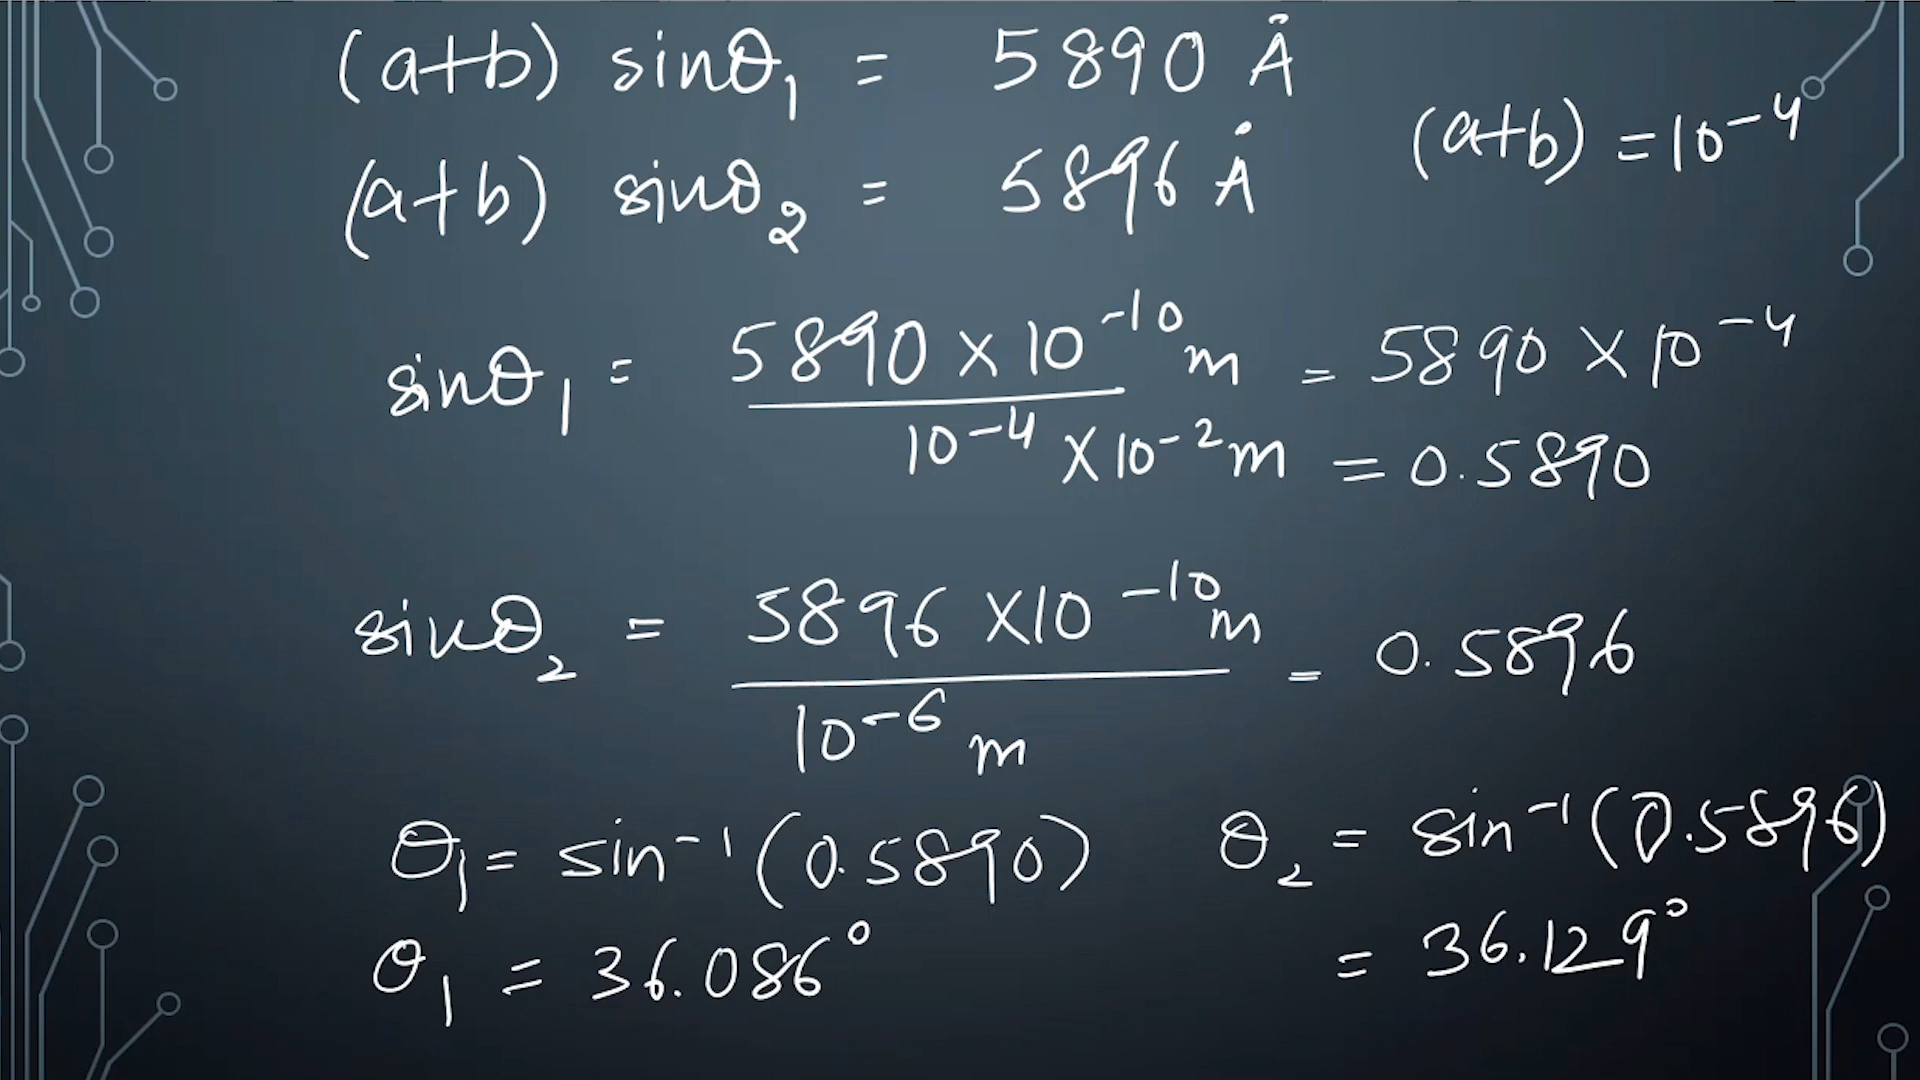 (a+b) sinθ₁ = 5890 Å
(a+b) = 10⁻⁴
(a+b) sinθ₂ = 5896 Å
sinθ₁ = 5890 × 10⁻¹⁰ m / 10⁻⁴ × 10⁻² m = 5890 × 10⁻⁴
= 0.5890
sinθ₂ = 5896 × 10⁻¹⁰ m / 10⁻⁶ m = 0.5896
θ₁ = sin⁻¹(0.5890)
θ₁ = 36.086°
θ₂ = sin⁻¹(0.5896)
= 36.129°